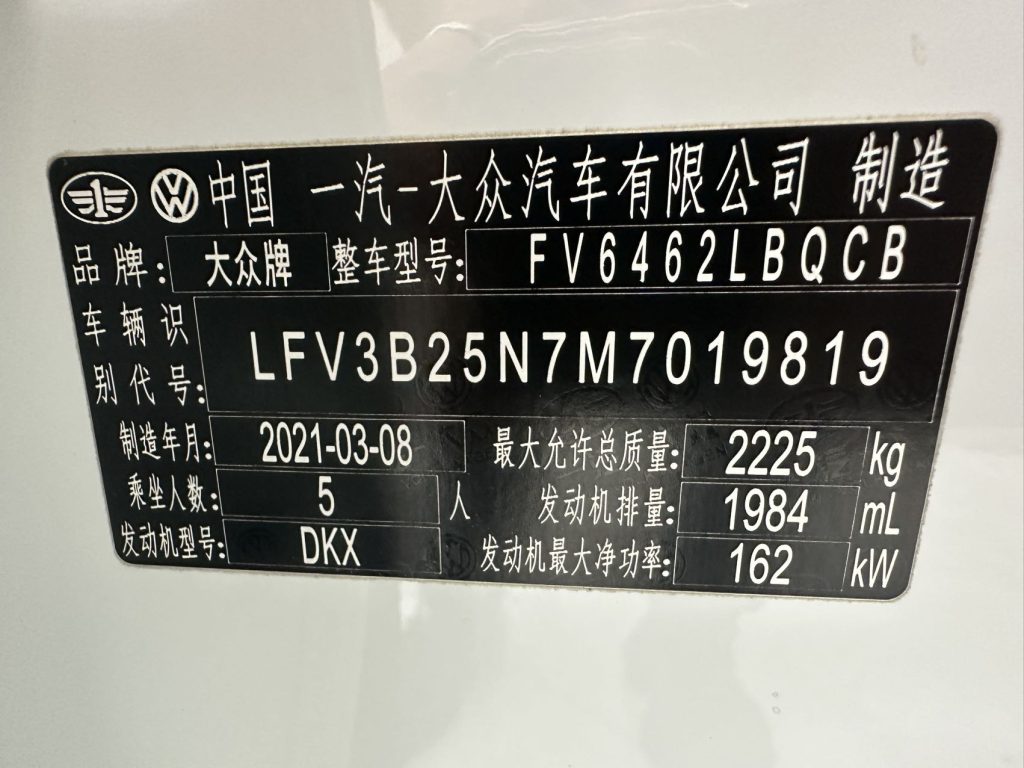 中国 一汽-大众汽车有限公司 制造
品牌: 大众牌 整车型号: FV6462LBQCB
车辆识别代号: LFV3B25N7M7019819
制造年月: 2021-03-08 最大允许总质量: 2225 kg
乘坐人数: 5 人 发动机排量: 1984 mL
发动机型号: DKX 发动机最大净功率: 162 kW